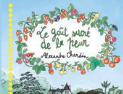 Le goût sucré
de la peur
Alexandre Chardin